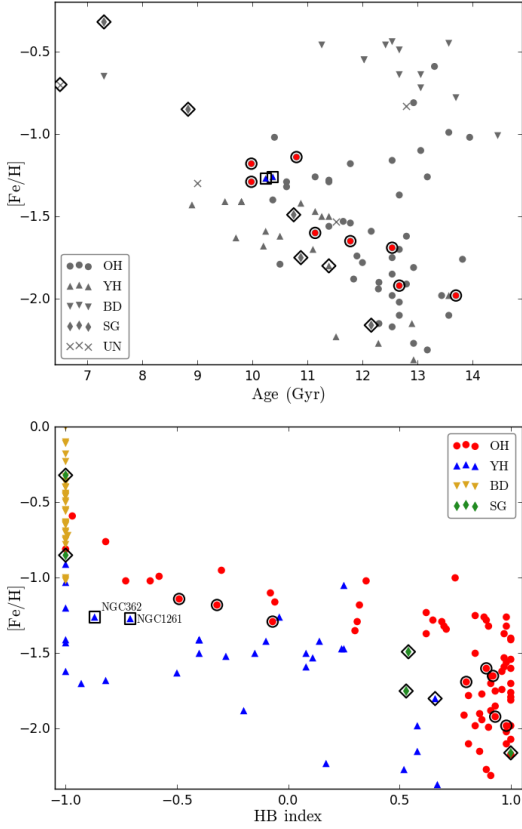 −0.5
−1.0
−1.5
−2.0
[Fe/H]
OH
YH
BD
SG
UN
7 8 9 10 11 12 13 14
Age (Gyr)
0.0
−0.5
−1.0
−1.5
−2.0
[Fe/H]
OH
YH
BD
SG
NGC362
NGC1261
−1.0 −0.5 0.0 0.5 1.0
HB index